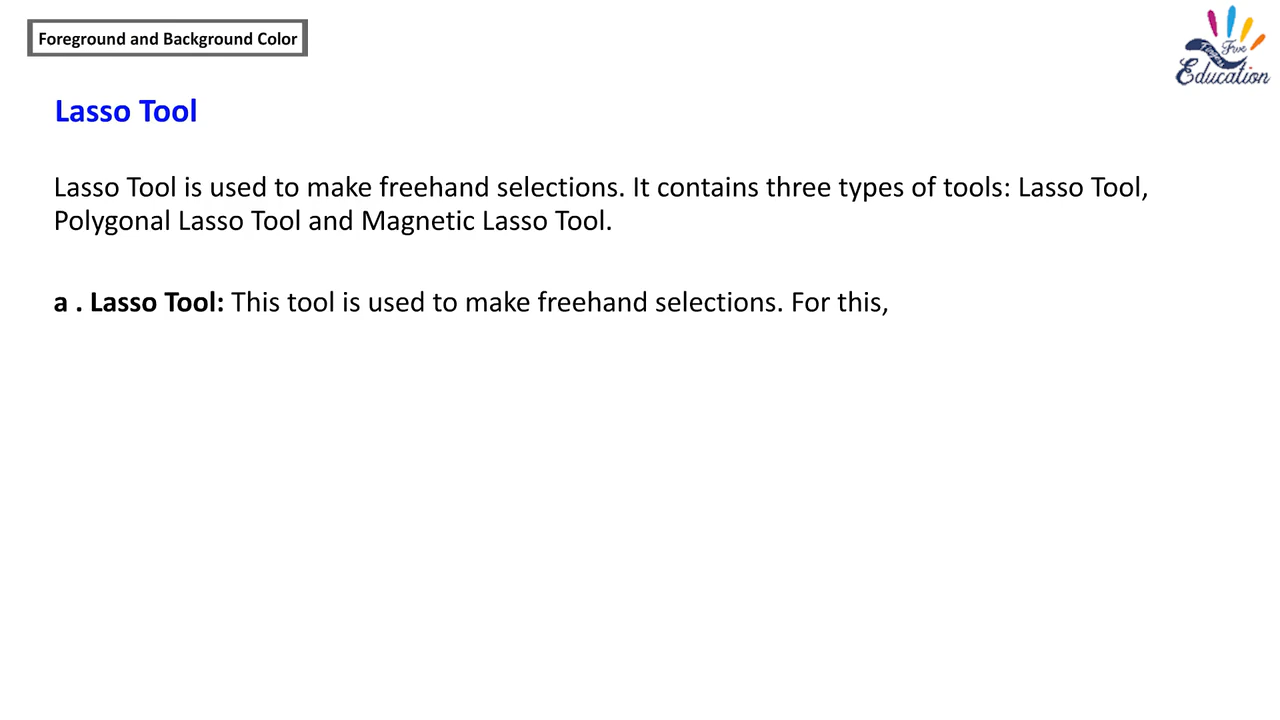 Foreground and Background Color
Five
Fingers
Education
Lasso Tool
Lasso Tool is used to make freehand selections. It contains three types of tools: Lasso Tool,
Polygonal Lasso Tool and Magnetic Lasso Tool.
a . Lasso Tool: This tool is used to make freehand selections. For this,